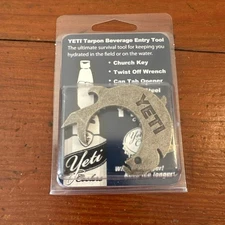 YETI Tarpon Beverage Entry Tool
The ultimate survival tool for keeping you
hydrated in the field or on the water.
• Church Key
• Twist Off Wrench
• Can Tab Opener
YETI
Yeti
Coolers